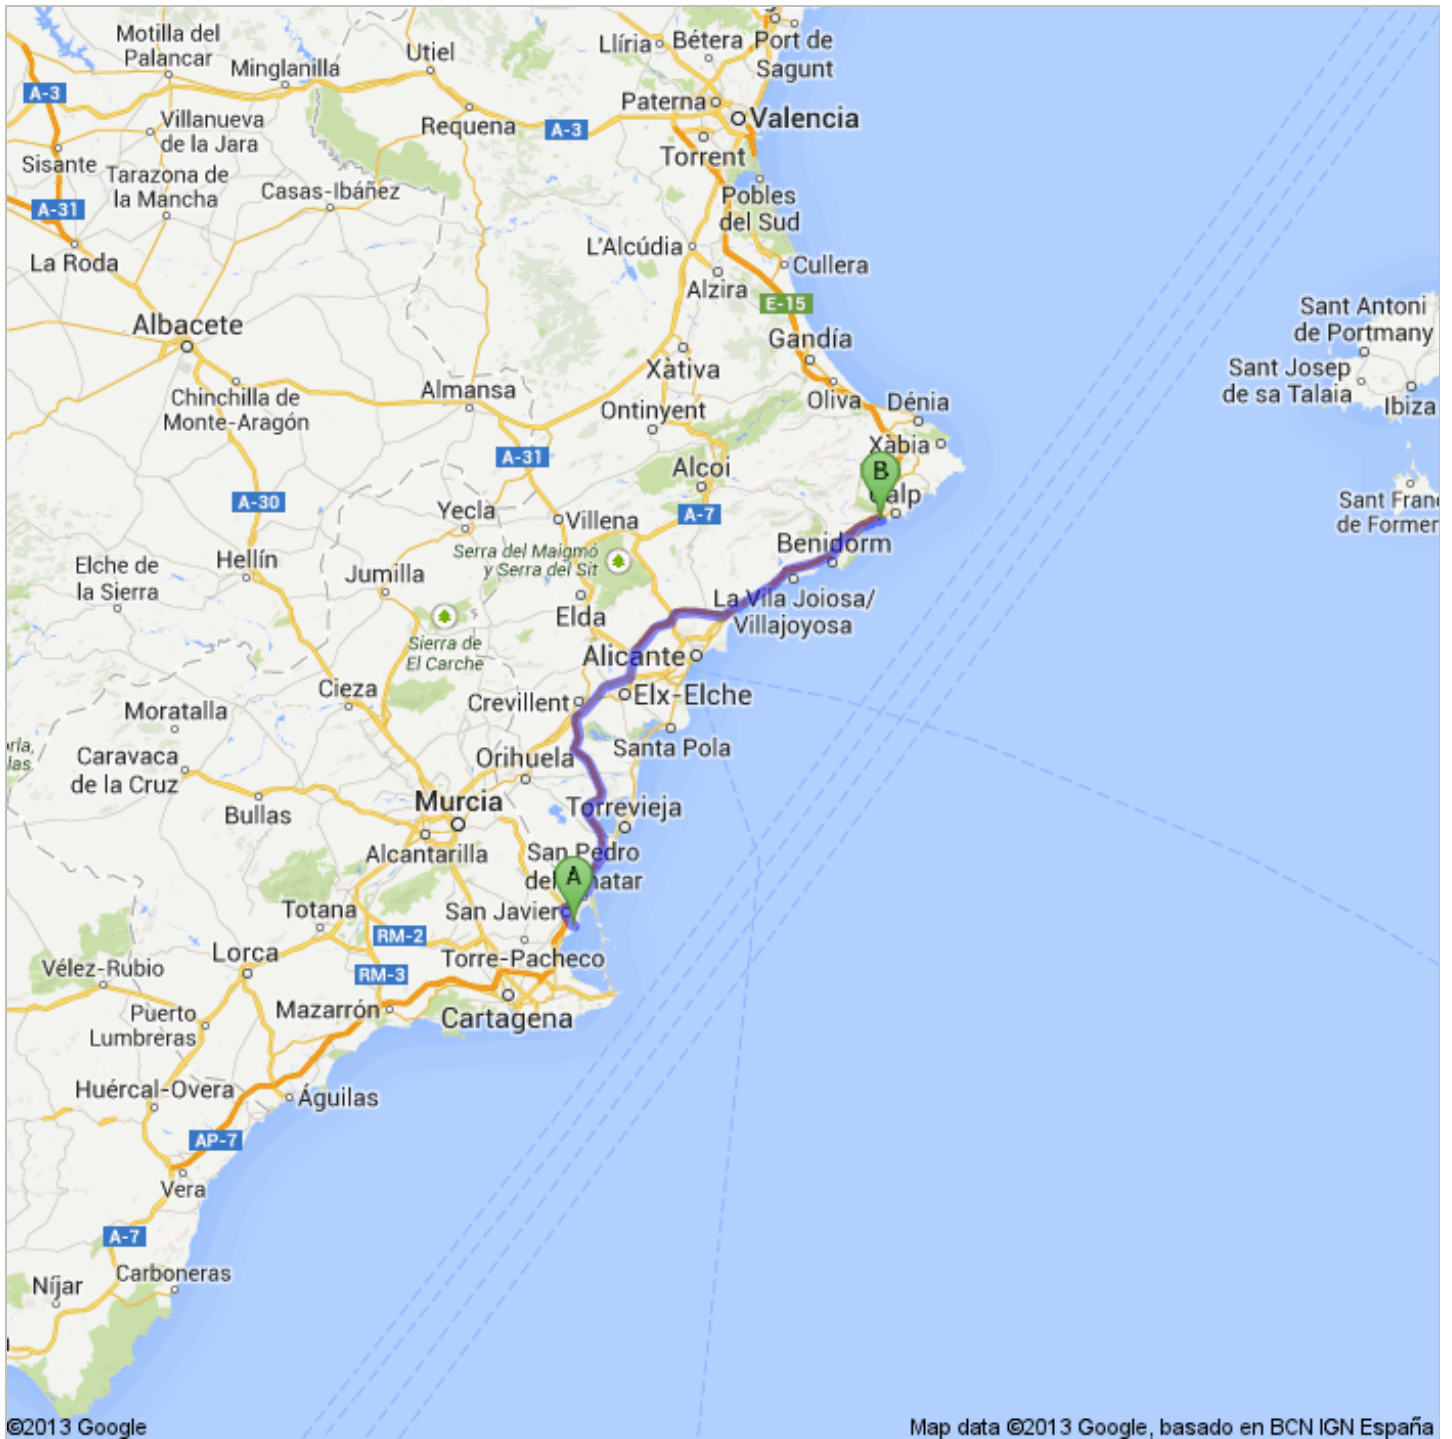 Motilla del
Palancar
Utiel
Llíria
Bétera
Port de
Sagunt
Minglanilla
A-3
Paterna
Valencia
Villanueva
de la Jara
Requena
A-3
Sisante
Torrent
Tarazona de
la Mancha
Casas-Ibáñez
Pobles
del Sud
A-31
L'Alcúdia
La Roda
Cullera
Alzira
E-15
Sant Antoni
de Portmany
Albacete
Gandía
Xàtiva
Sant Josep
de sa Talaia
Ibiza
Almansa
Chinchilla de
Monte-Aragón
Ontinyent
Oliva
Dénia
Xàbia
A-31
Alcoi
B
A-30
Yecla
Villena
A-7
Sant Fran
de Formen
Benidorm
Serra del Maigmó
y Serra del Sit
Hellín
Elche de
la Sierra
Jumilla
Elda
La Vila Joiosa/
Villajoyosa
Sierra de
El Carche
Alicante
Cieza
Crevillent
Elx-Elche
Moratalla
Santa Pola
Caravaca
de la Cruz
Orihuela
Murcia
Torrevieja
Bullas
Alcantarilla
San Pedro
A
Totana
San Javier
RM-2
Lorca
Torre-Pacheco
Vélez-Rubio
RM-3
Mazarrón
Cartagena
Puerto
Lumbreras
Huércal-Overa
Águilas
AP-7
Vera
A-7
Carboneras
Níjar
©2013 Google
Map data ©2013 Google, basado en BCN IGN España